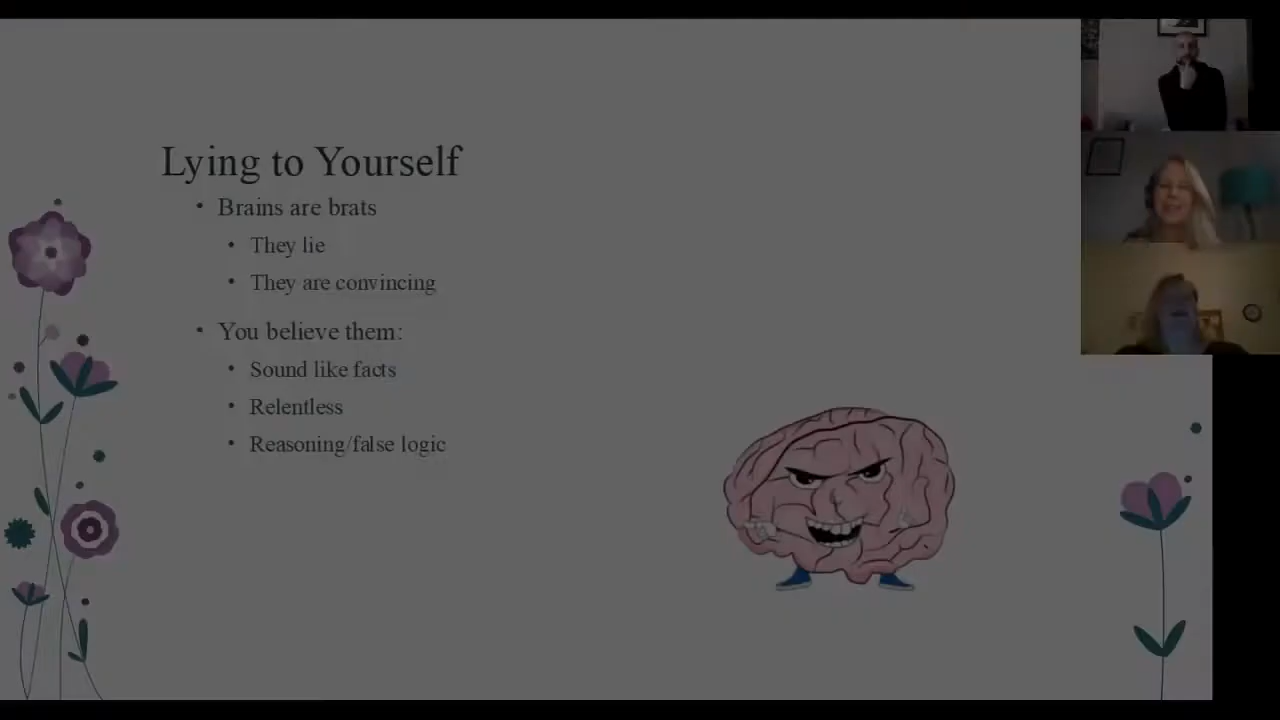 Lying to Yourself
• Brains are brats
• They lie
• They are convincing
• You believe them:
• Sound like facts
• Relentless
• Reasoning/false logic